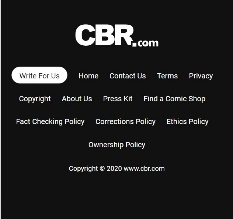 CBR.com
Write For Us Home Contact Us Terms Privacy
Copyright About Us Press Kit Find a Comic Shop
Fact Checking Policy Corrections Policy Ethics Policy
Ownership Policy
Copyright © 2020 www.cbr.com